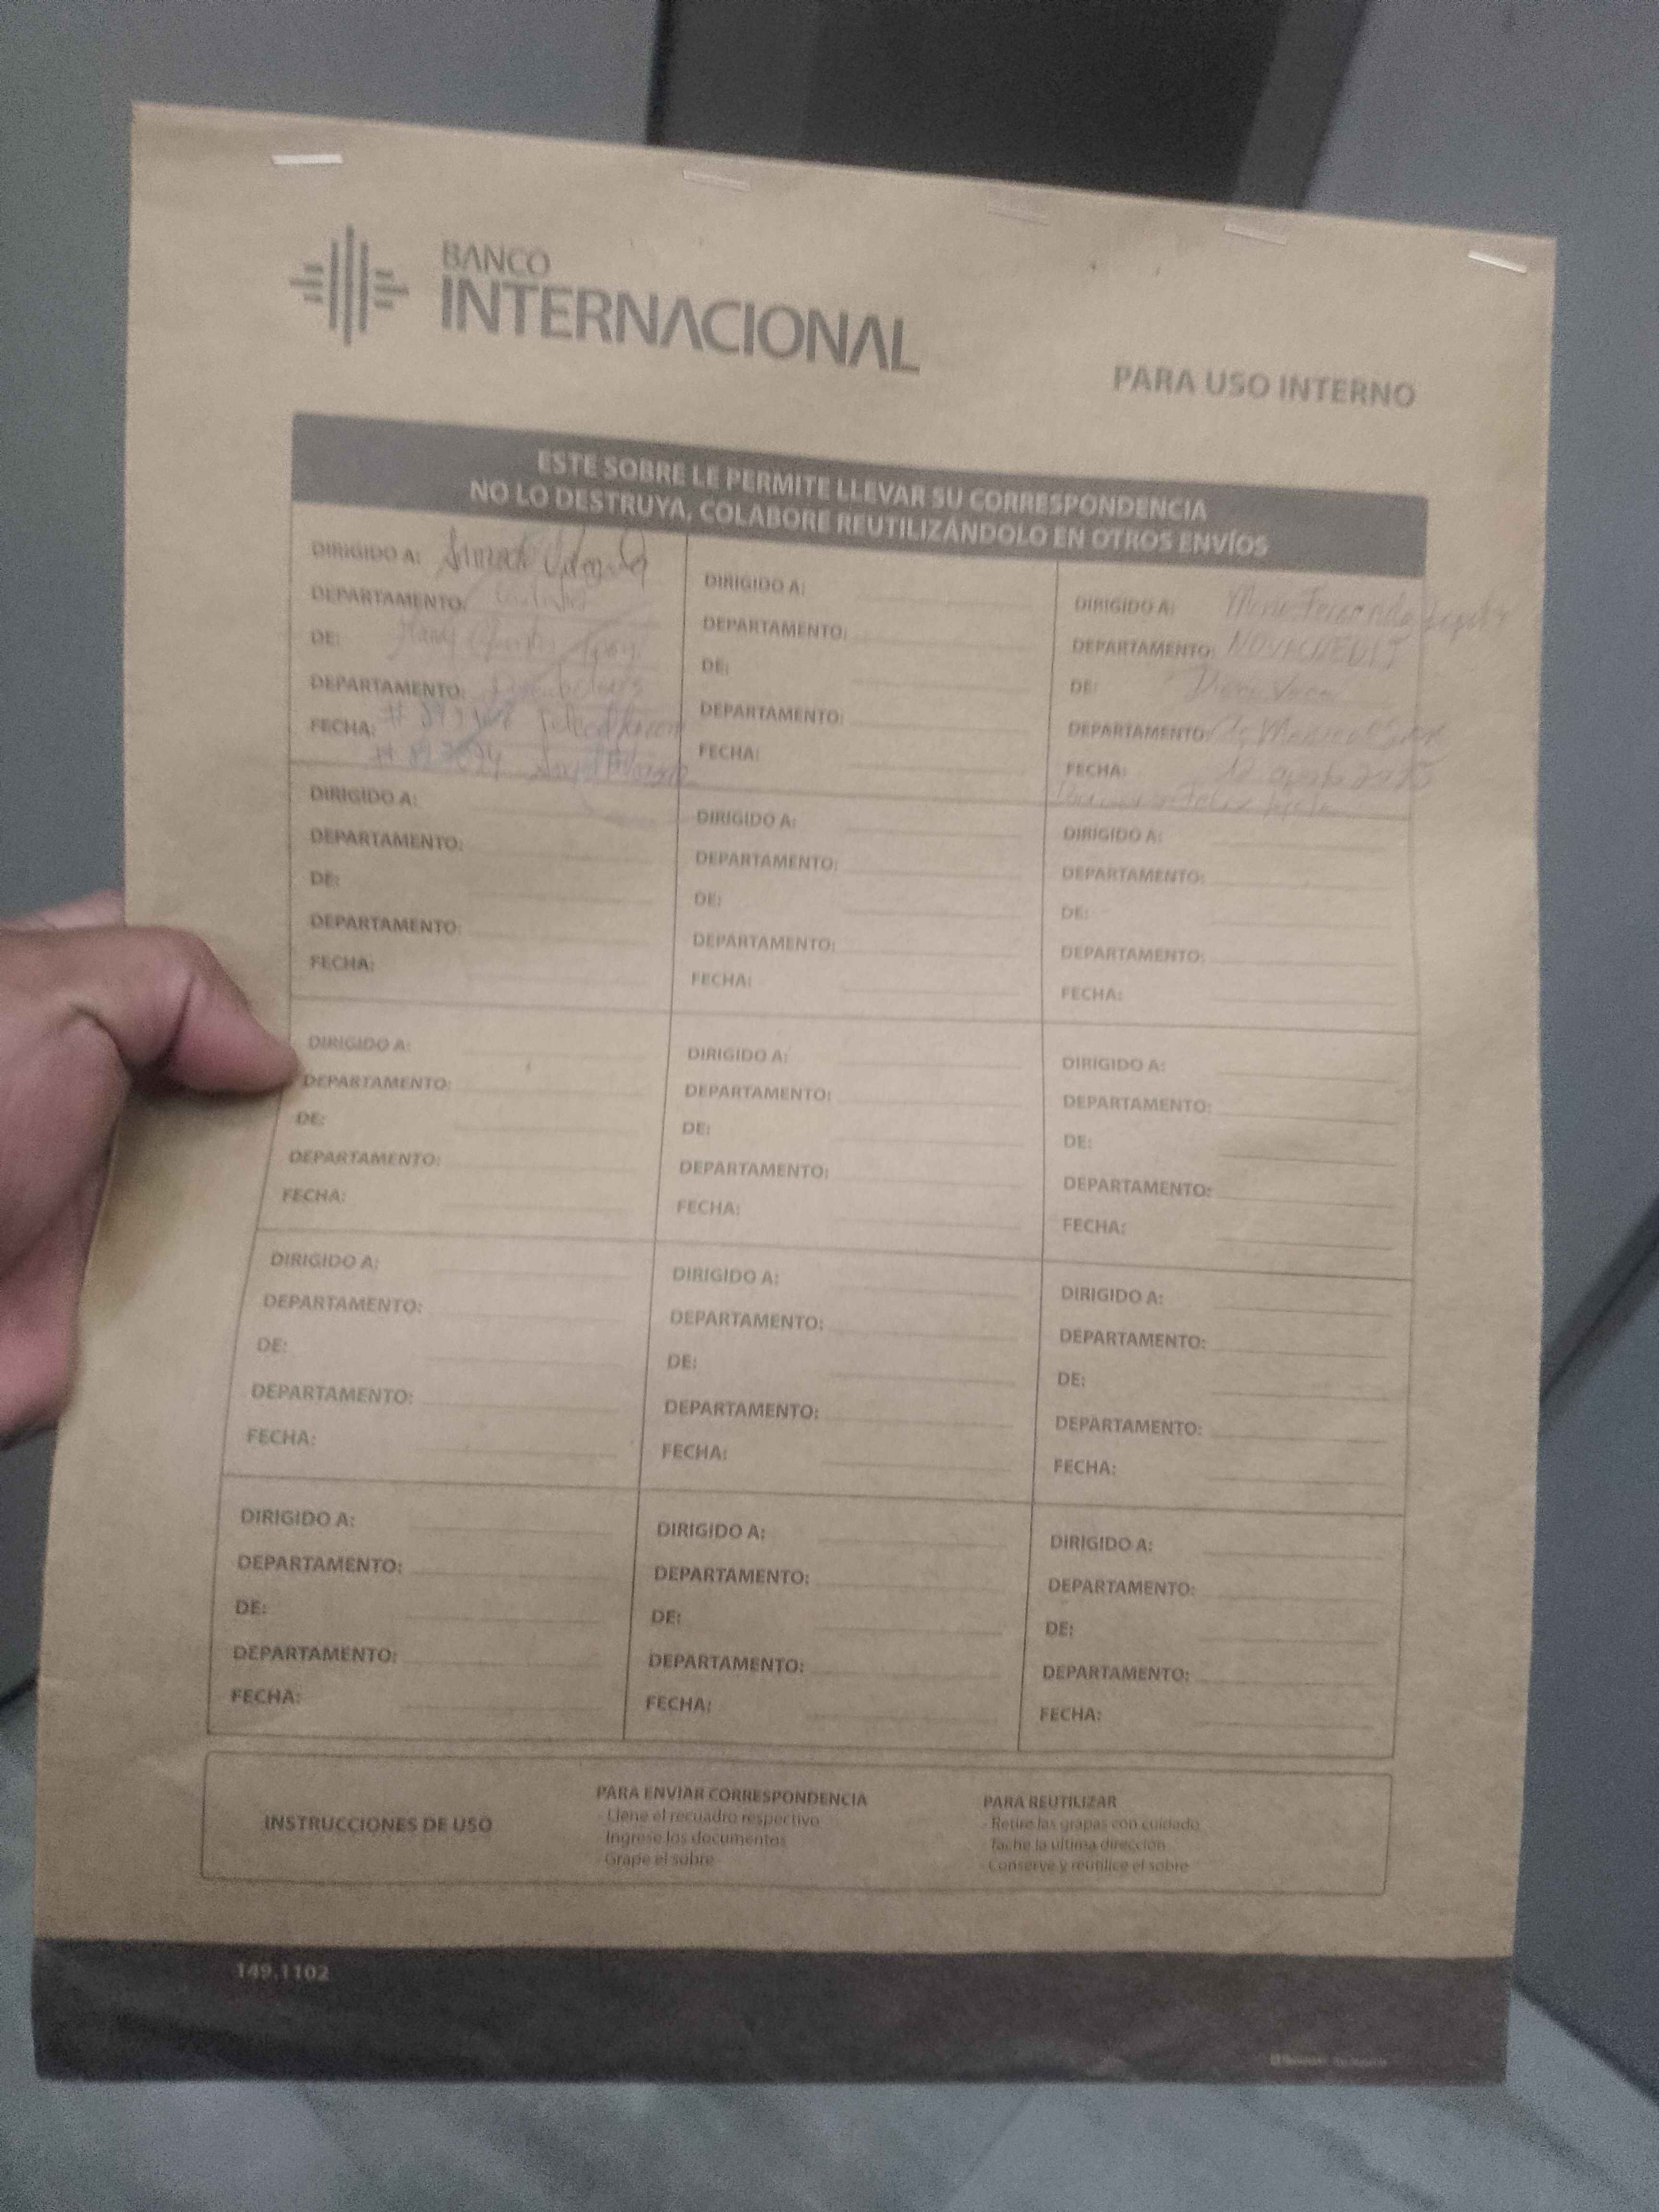 BANCO
INTERNACIONAL
PARA USO INTERNO
ESTE SOBRE LE PERMITE LLEVAR SU CORRESPONDENCIA
NO LO DESTRUYA, COLABORE REUTILIZÁNDOLO EN OTROS ENVÍOS
DIRIGIDO A:
DEPARTAMENTO:
DE:
DEPARTAMENTO:
FECHA: #
#
DIRIGIDO A:
DEPARTAMENTO:
DE:
DEPARTAMENTO:
FECHA:
DIRIGIDO A: Fernanda
DEPARTAMENTO: NOVACREDIT
DE: Vaca
DEPARTAMENTO:
FECHA: 12 agosto 2025
DIRIGIDO A:
DEPARTAMENTO:
DE:
DEPARTAMENTO:
FECHA:
DIRIGIDO A:
DEPARTAMENTO:
DE:
DEPARTAMENTO:
FECHA:
DIRIGIDO A:
DEPARTAMENTO:
DE:
DEPARTAMENTO:
FECHA:
DIRIGIDO A:
DEPARTAMENTO:
DE:
DEPARTAMENTO:
FECHA:
DIRIGIDO A:
DEPARTAMENTO:
DE:
DEPARTAMENTO:
FECHA:
DIRIGIDO A:
DEPARTAMENTO:
DE:
DEPARTAMENTO:
FECHA:
DIRIGIDO A:
DEPARTAMENTO:
DE:
DEPARTAMENTO:
FECHA:
DIRIGIDO A:
DEPARTAMENTO:
DE:
DEPARTAMENTO:
FECHA:
DIRIGIDO A:
DEPARTAMENTO:
DE:
DEPARTAMENTO:
FECHA:
DIRIGIDO A:
DEPARTAMENTO:
DE:
DEPARTAMENTO:
FECHA:
DIRIGIDO A:
DEPARTAMENTO:
DE:
DEPARTAMENTO:
FECHA:
DIRIGIDO A:
DEPARTAMENTO:
DE:
DEPARTAMENTO:
FECHA:
INSTRUCCIONES DE USO
PARA ENVIAR CORRESPONDENCIA
- Llene el recuadro respectivo
- Ingrese los documentos
- Grape el sobre
PARA REUTILIZAR
- Retire las grapas con cuidado
- Tache la última dirección
- Conserve y reutilice el sobre
149.1102